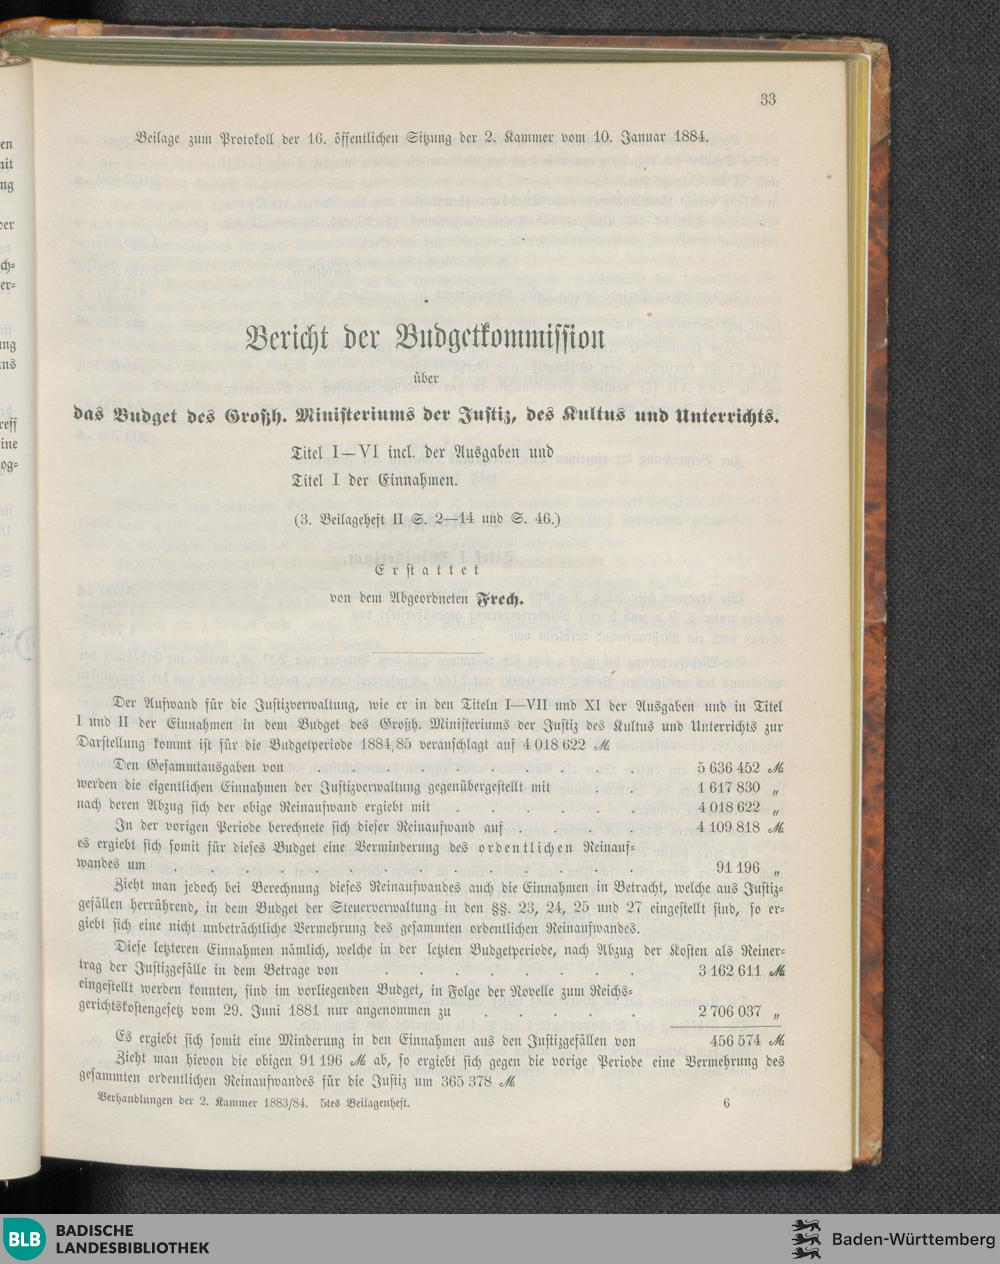 33
Beilage zum Protokoll der 16. öffentlichen Sitzung der 2. Kammer vom 10. Januar 1884.
Bericht der Budgetkommission
über
das Budget des Großh. Ministeriums der Justiz, des Kultus und Unterrichts.
Titel I—VI incl. der Ausgaben und
Titel I der Einnahmen.
(3. Beilageheft II S. 2—14 und S. 46.)
Erstattet
von dem Abgeordneten Frech.
Der Aufwand für die Justizverwaltung, wie er in den Titeln I—VII und XI der Ausgaben und in Titel
I und II der Einnahmen in dem Budget des Großh. Ministeriums der Justiz des Kultus und Unterrichts zur
Darstellung kommt ist für die Budgetperiode 1884/85 veranschlagt auf 4 018 622 ℳ
Den Gesammtausgaben von . . . . . . . . 5 636 452 ℳ
werden die eigentlichen Einnahmen der Justizverwaltung gegenübergestellt mit . . . 1 617 830 „
nach deren Abzug sich der obige Reinaufwand ergiebt mit . . . . . . 4 018 622 „
In der vorigen Periode berechnete sich dieser Reinaufwand auf . . . . 4 109 818 ℳ
es ergiebt sich somit für dieses Budget eine Verminderung des ordentlichen Reinauf-
wandes um . . . . . . . . . . . . . . 91 196 „
Zieht man jedoch bei Berechnung dieses Reinaufwandes auch die Einnahmen in Betracht, welche aus Justiz-
gefällen herrührend, in dem Budget der Steuerverwaltung in den §§. 23, 24, 25 und 27 eingestellt sind, so er-
giebt sich eine nicht unbeträchtliche Vermehrung des gesammten ordentlichen Reinaufwandes.
Diese letzteren Einnahmen nämlich, welche in der letzten Budgetperiode, nach Abzug der Kosten als Reiner-
trag der Justizgefälle in dem Betrage von . . . . . . . . 3 162 611 ℳ
eingestellt werden konnten, sind im vorliegenden Budget, in Folge der Novelle zum Reichs-
gerichtskostengesetz vom 29. Juni 1881 nur angenommen zu . . . . . 2 706 037 „
Es ergiebt sich somit eine Minderung in den Einnahmen aus den Justizgefällen von 456 574 ℳ
Zieht man hievon die obigen 91 196 ℳ ab, so ergiebt sich gegen die vorige Periode eine Vermehrung des
gesammten ordentlichen Reinaufwandes für die Justiz um 365 378 ℳ
Verhandlungen der 2. Kammer 1883/84. 5tes Beilagenheft. 6
BLB BADISCHE
LANDESBIBLIOTHEK
Baden-Württemberg